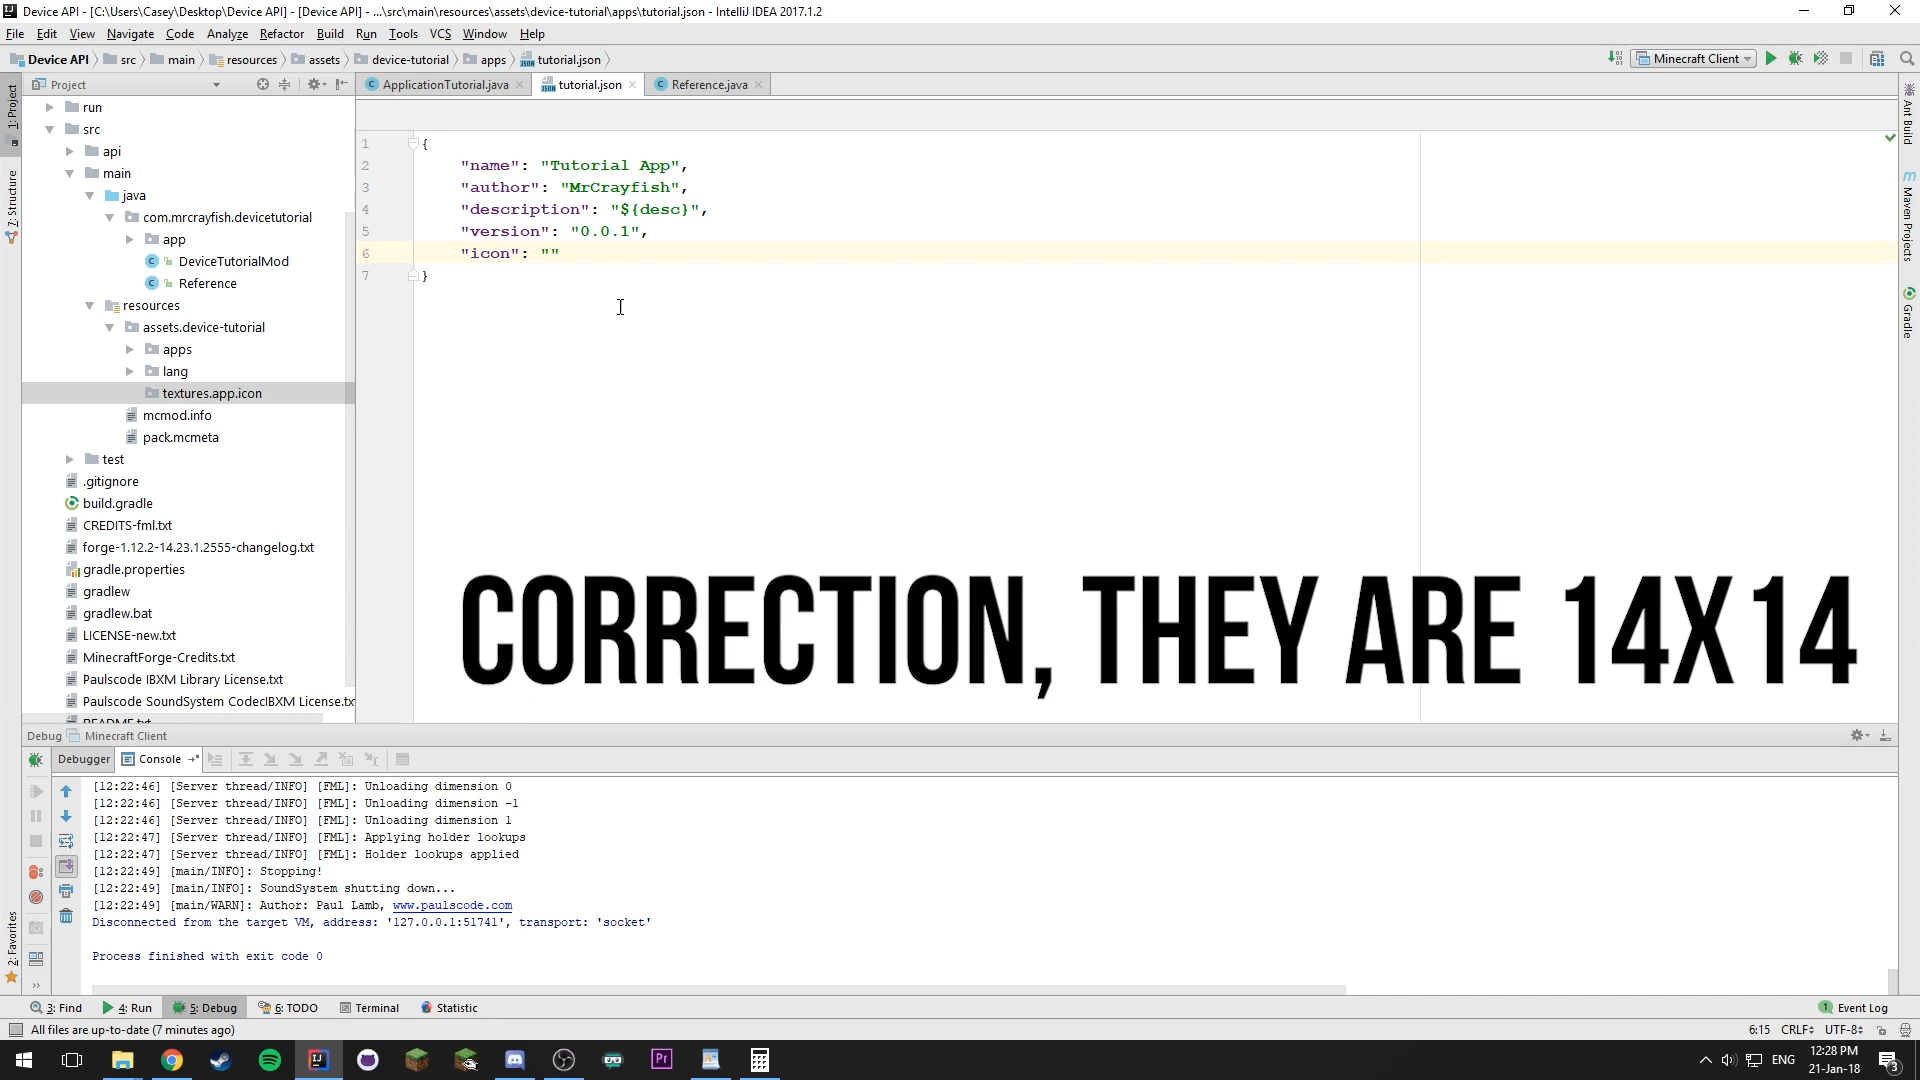 Device API - [C:\Users\Casey\Desktop\Device API] - [Device API] - ...\src\main\resources\assets\device-tutorial\apps\tutorial.json - IntelliJ IDEA 2017.1.2
File Edit View Navigate Code Analyze Refactor Build Run Tools VCS Window Help
Device API src main resources assets device-tutorial apps tutorial.json Minecraft Client
Project ApplicationTutorial.java tutorial.json Reference.java
1: Project
7: Structure
2: Favorites
run
src
api
main
java
com.mrcrayfish.devicetutorial
app
DeviceTutorialMod
Reference
resources
assets.device-tutorial
apps
lang
textures.app.icon
mcmod.info
pack.mcmeta
test
.gitignore
build.gradle
CREDITS-fml.txt
forge-1.12.2-14.23.1.2555-changelog.txt
gradle.properties
gradlew
gradlew.bat
LICENSE-new.txt
MinecraftForge-Credits.txt
Paulscode IBXM Library License.txt
Paulscode SoundSystem CodecIBXM License.txt
README.txt
1 {
2 "name": "Tutorial App",
3 "author": "MrCrayfish",
4 "description": "${desc}",
5 "version": "0.0.1",
6 "icon": ""
7 }
CORRECTION, THEY ARE 14X14
Ant Build
Maven Projects
Gradle
Debug Minecraft Client
Debugger Console
[12:22:46] [Server thread/INFO] [FML]: Unloading dimension 0
[12:22:46] [Server thread/INFO] [FML]: Unloading dimension -1
[12:22:46] [Server thread/INFO] [FML]: Unloading dimension 1
[12:22:47] [Server thread/INFO] [FML]: Applying holder lookups
[12:22:47] [Server thread/INFO] [FML]: Holder lookups applied
[12:22:49] [main/INFO]: Stopping!
[12:22:49] [main/INFO]: SoundSystem shutting down...
[12:22:49] [main/WARN]: Author: Paul Lamb, www.paulscode.com
Disconnected from the target VM, address: '127.0.0.1:51741', transport: 'socket'
Process finished with exit code 0
3: Find 4: Run 5: Debug 6: TODO Terminal Statistic 1 Event Log
All files are up-to-date (7 minutes ago) 6:15 CRLF UTF-8
Pr ENG 12:28 PM
21-Jan-18 3